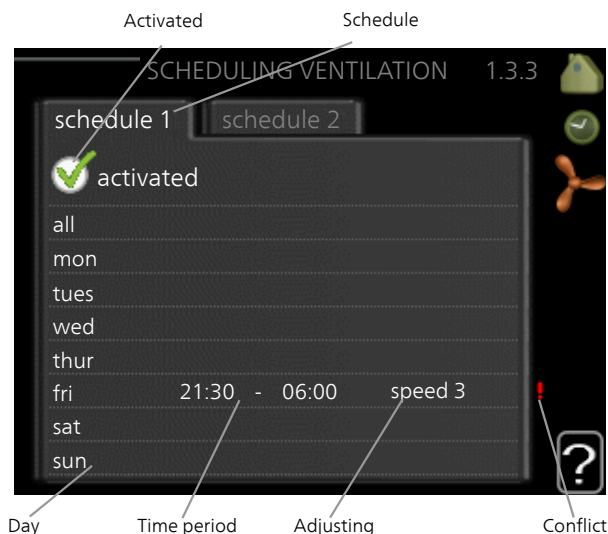 Activated Schedule
SCHEDULING VENTILATION 1.3.3
schedule 1 schedule 2
activated
all
mon
tues
wed
thur
fri 21:30 - 06:00 speed 3 !
sat
sun
?
Day Time period Adjusting Conflict